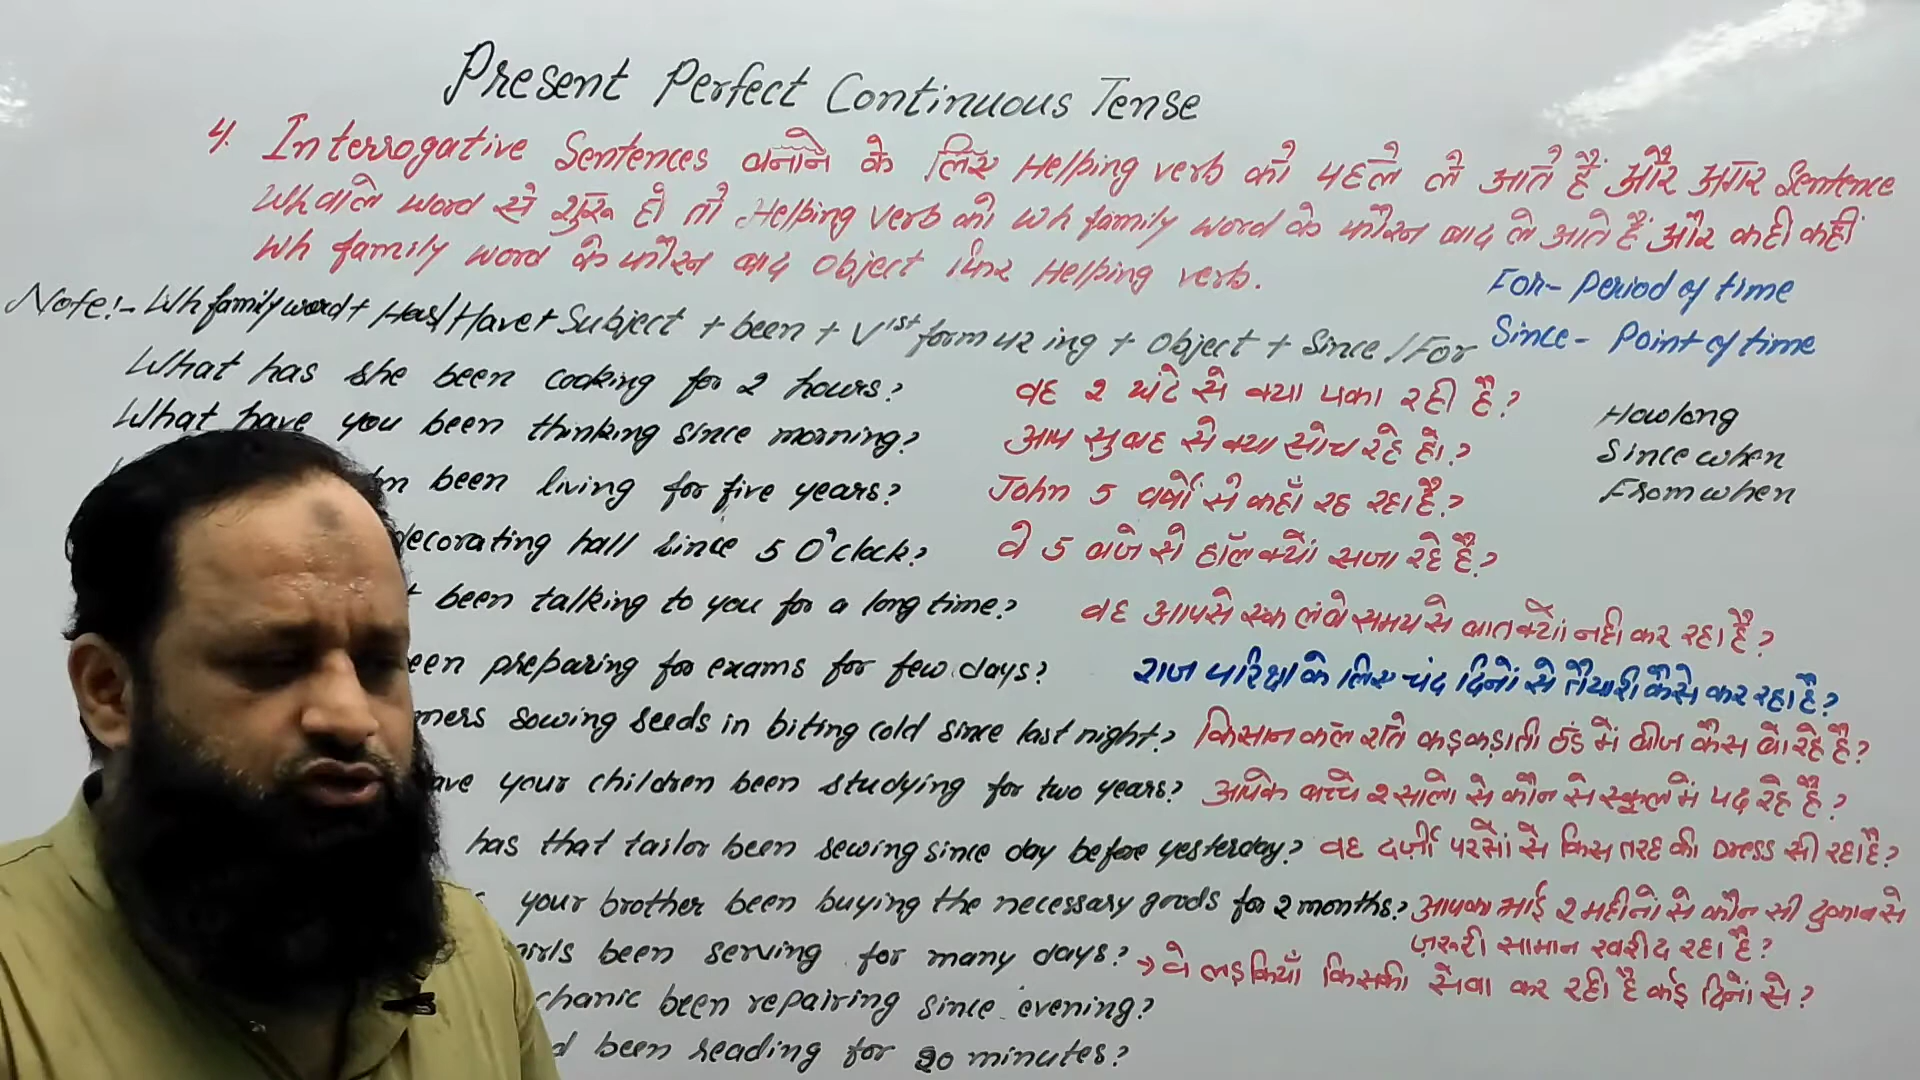 Present Perfect Continuous Tense
4. Interrogative Sentences बनाने के लिए Helping verb को पहले ले आते हैं और अगर Sentence
Wh वाले word से शुरू हो तो Helping verb को Wh family word के फौरन बाद ले आते हैं और कहीं कहीं
Wh family word के फौरन बाद object फिर Helping verb.
For- Period of time
Since- Point of time
Note:- Wh family word + Has/Have + Subject + been + V 1st form 4र ing + object + Since/For
What has she been cooking for 2 hours? वह 2 घंटे से क्या पका रही है?
What have you been thinking since morning? आप सुबह से क्या सोच रहे हो?
been living for five years? John 5 वर्षो से कहाँ रह रहा है?
decorating hall since 5 O'clock? वे 5 बजे से हॉल क्यों सजा रहे है?
been talking to you for a long time? वह आपसे एक लंबे समय से बात क्यों नही कर रहा है?
preparing for exams for few days? राज परिक्षा के लिए चंद दिनों से तैयारी कैसे कर रहा है?
sowing seeds in biting cold since last night? किसान कल रात कड़कड़ाती ठंड में बीज कैसे बो रहे है?
your children been studying for two years? आपके बच्चे 2 सालो से कौन से स्कूल में पढ रहे है?
has that tailor been sewing since day before yesterday? वह दर्ज़ी परसों से किस तरह की Dress सी रहा है?
your brother been buying the necessary goods for 2 months? आपका भाई 2 महीनो से कौन सी दुकान से
ज़रूरी सामान खरीद रहा है?
been serving for many days? → वे लड़कियाँ किसकी सेवा कर रही है कई दिनों से?
been repairing since evening?
been reading for 20 minutes?
How long
Since when
From when